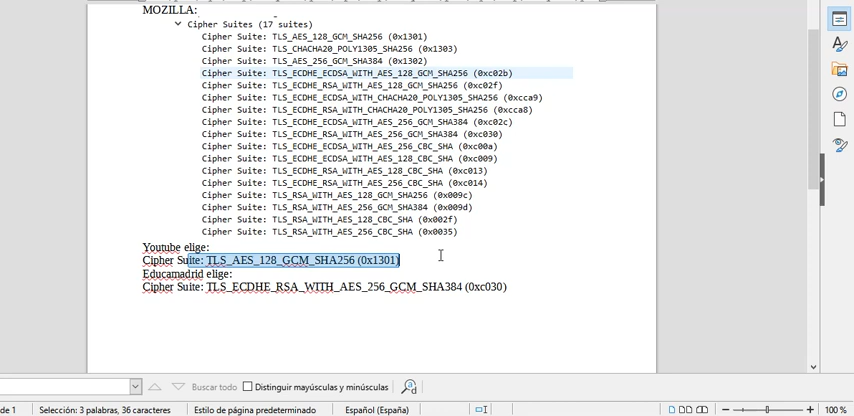 MOZILLA:
Cipher Suites (17 suites)
Cipher Suite: TLS_AES_128_GCM_SHA256 (0x1301)
Cipher Suite: TLS_CHACHA20_POLY1305_SHA256 (0x1303)
Cipher Suite: TLS_AES_256_GCM_SHA384 (0x1302)
Cipher Suite: TLS_ECDHE_ECDSA_WITH_AES_128_GCM_SHA256 (0xc02b)
Cipher Suite: TLS_ECDHE_RSA_WITH_AES_128_GCM_SHA256 (0xc02f)
Cipher Suite: TLS_ECDHE_ECDSA_WITH_CHACHA20_POLY1305_SHA256 (0xcca9)
Cipher Suite: TLS_ECDHE_RSA_WITH_CHACHA20_POLY1305_SHA256 (0xcca8)
Cipher Suite: TLS_ECDHE_ECDSA_WITH_AES_256_GCM_SHA384 (0xc02c)
Cipher Suite: TLS_ECDHE_RSA_WITH_AES_256_GCM_SHA384 (0xc030)
Cipher Suite: TLS_ECDHE_ECDSA_WITH_AES_256_CBC_SHA (0xc00a)
Cipher Suite: TLS_ECDHE_ECDSA_WITH_AES_128_CBC_SHA (0xc009)
Cipher Suite: TLS_ECDHE_RSA_WITH_AES_128_CBC_SHA (0xc013)
Cipher Suite: TLS_ECDHE_RSA_WITH_AES_256_CBC_SHA (0xc014)
Cipher Suite: TLS_RSA_WITH_AES_128_GCM_SHA256 (0x009c)
Cipher Suite: TLS_RSA_WITH_AES_256_GCM_SHA384 (0x009d)
Cipher Suite: TLS_RSA_WITH_AES_128_CBC_SHA (0x002f)
Cipher Suite: TLS_RSA_WITH_AES_256_CBC_SHA (0x0035)
Youtube elige:
Cipher Suite: TLS_AES_128_GCM_SHA256 (0x1301)
Educamadrid elige:
Cipher Suite: TLS_ECDHE_RSA_WITH_AES_256_GCM_SHA384 (0xc030)
Buscar todo Distinguir mayúsculas y minúsculas
de 1 Selección: 3 palabras, 36 caracteres Estilo de página predeterminado Español (España) 100 %